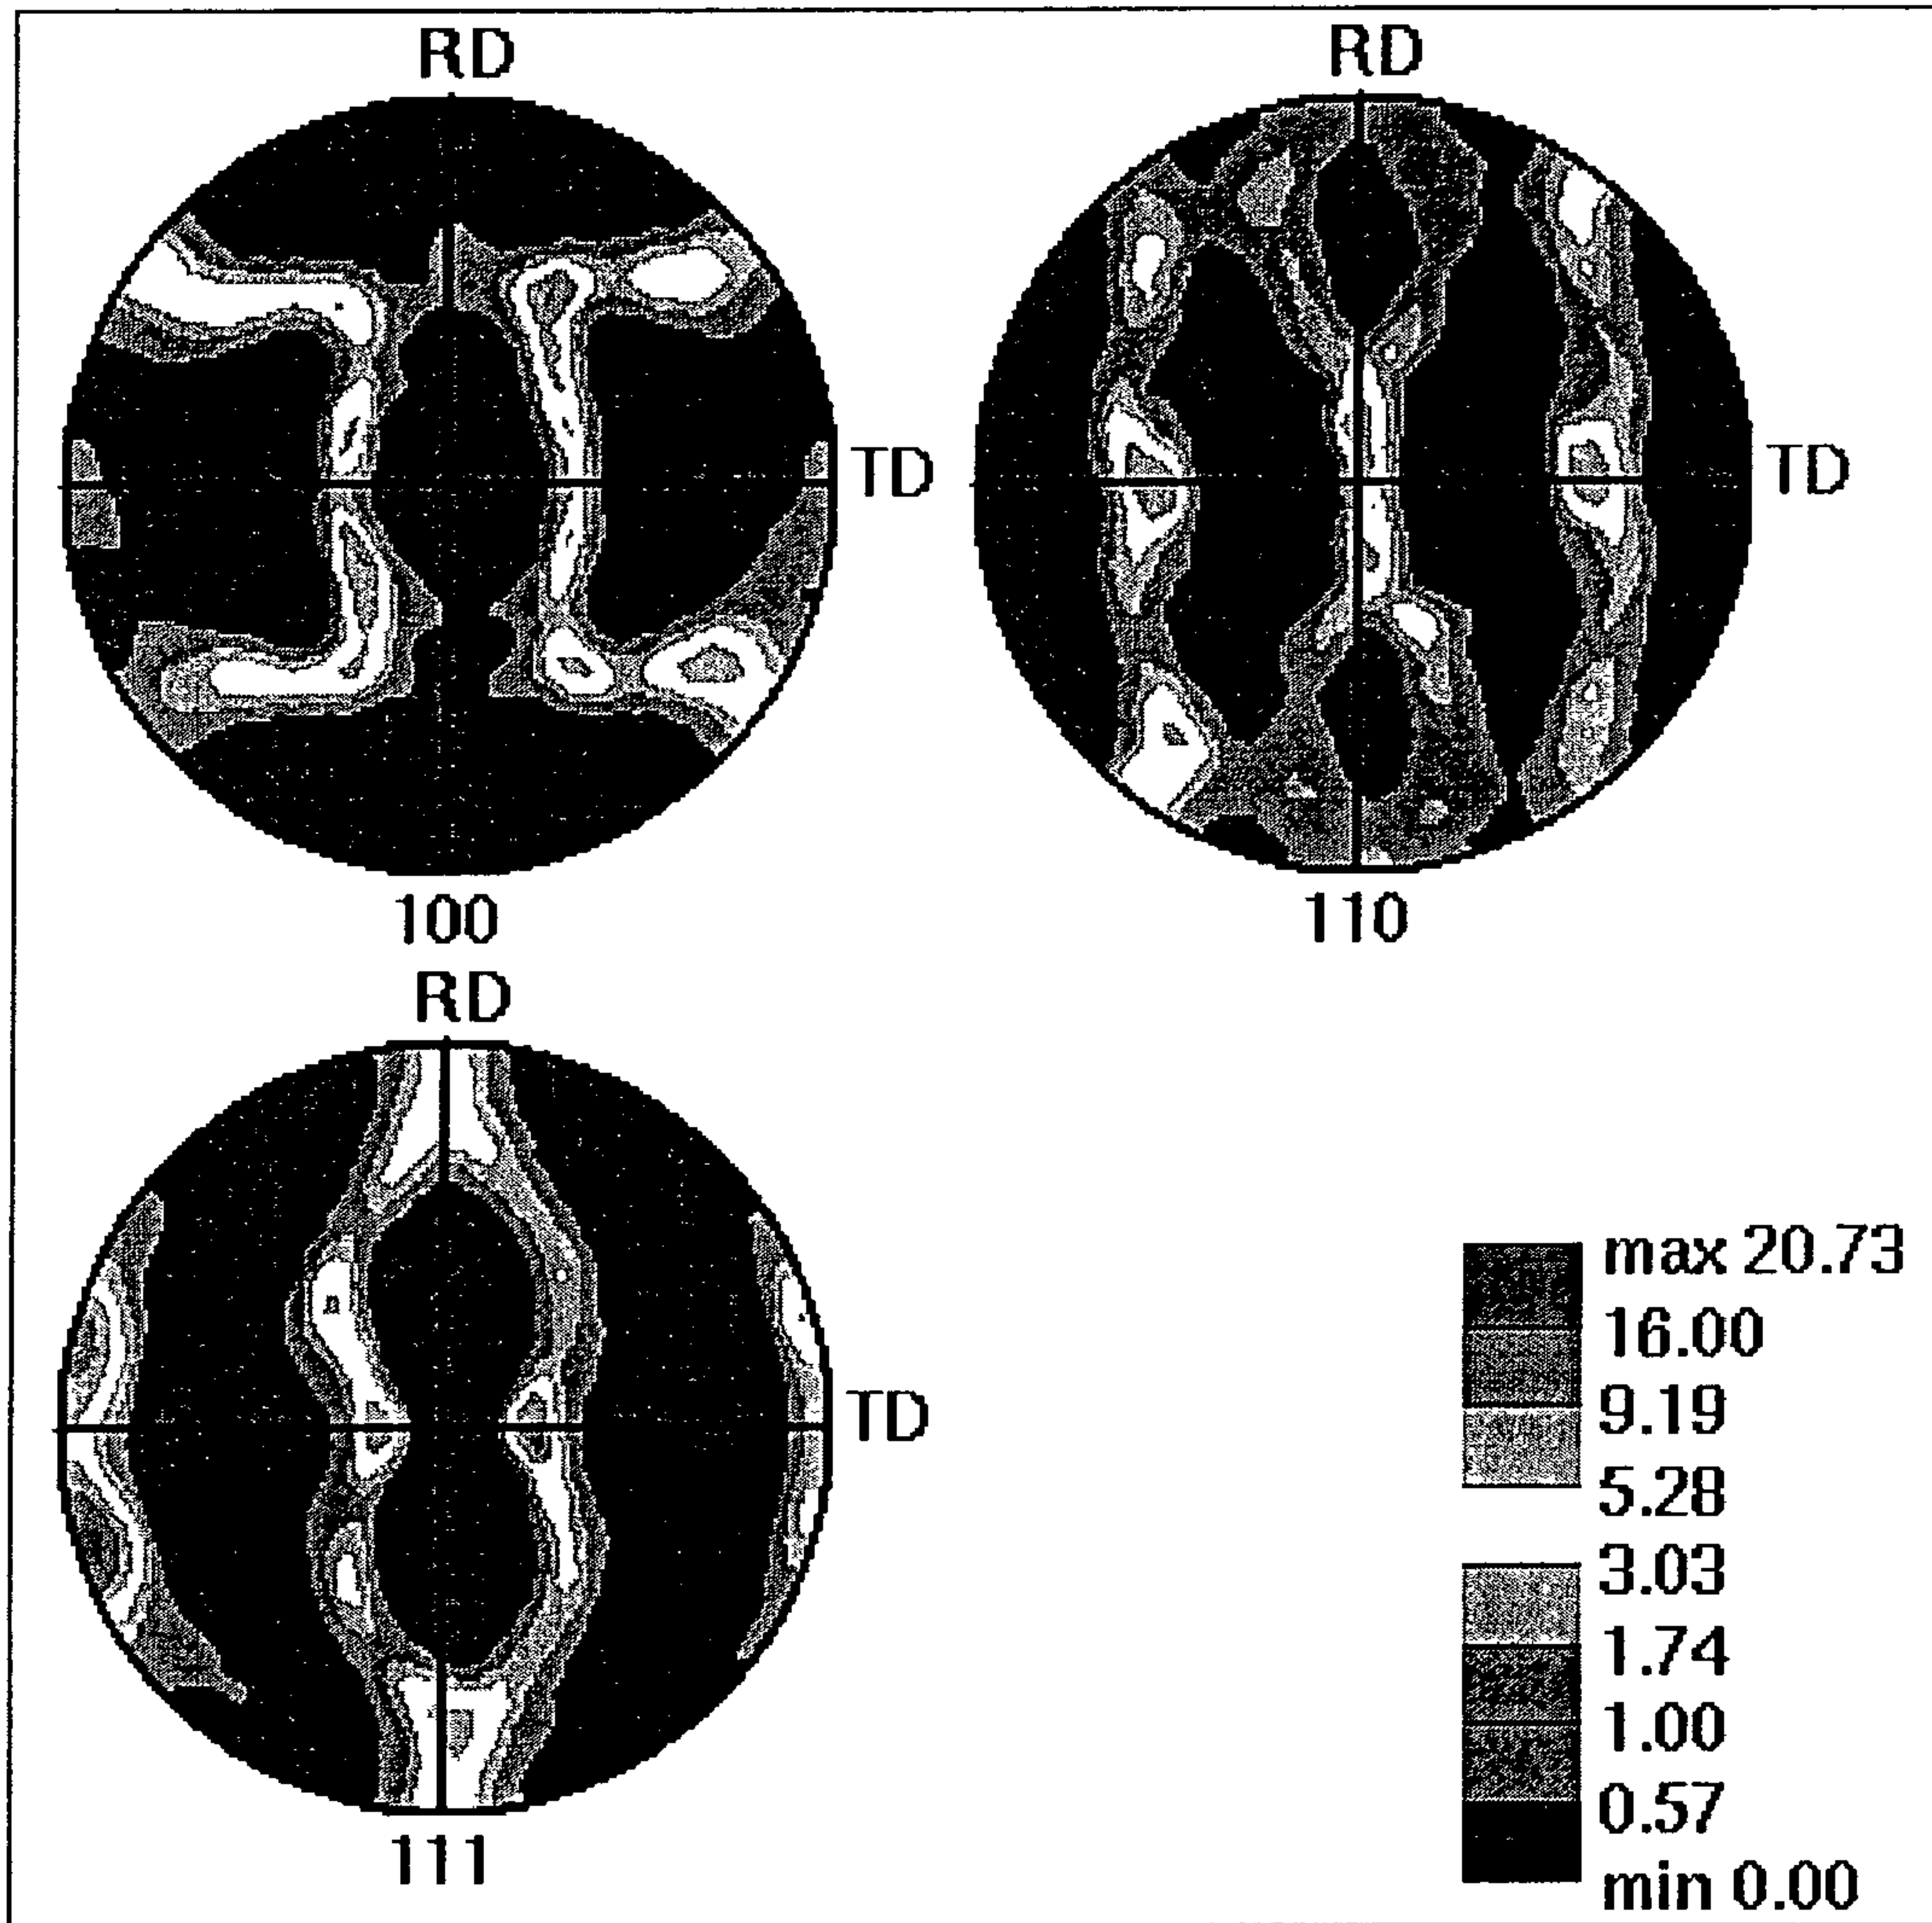 RD
RD
TD
TD
100
110
RD
TD
111
max 20.73
16.00
9.19
5.28
3.03
1.74
1.00
0.57
min 0.00